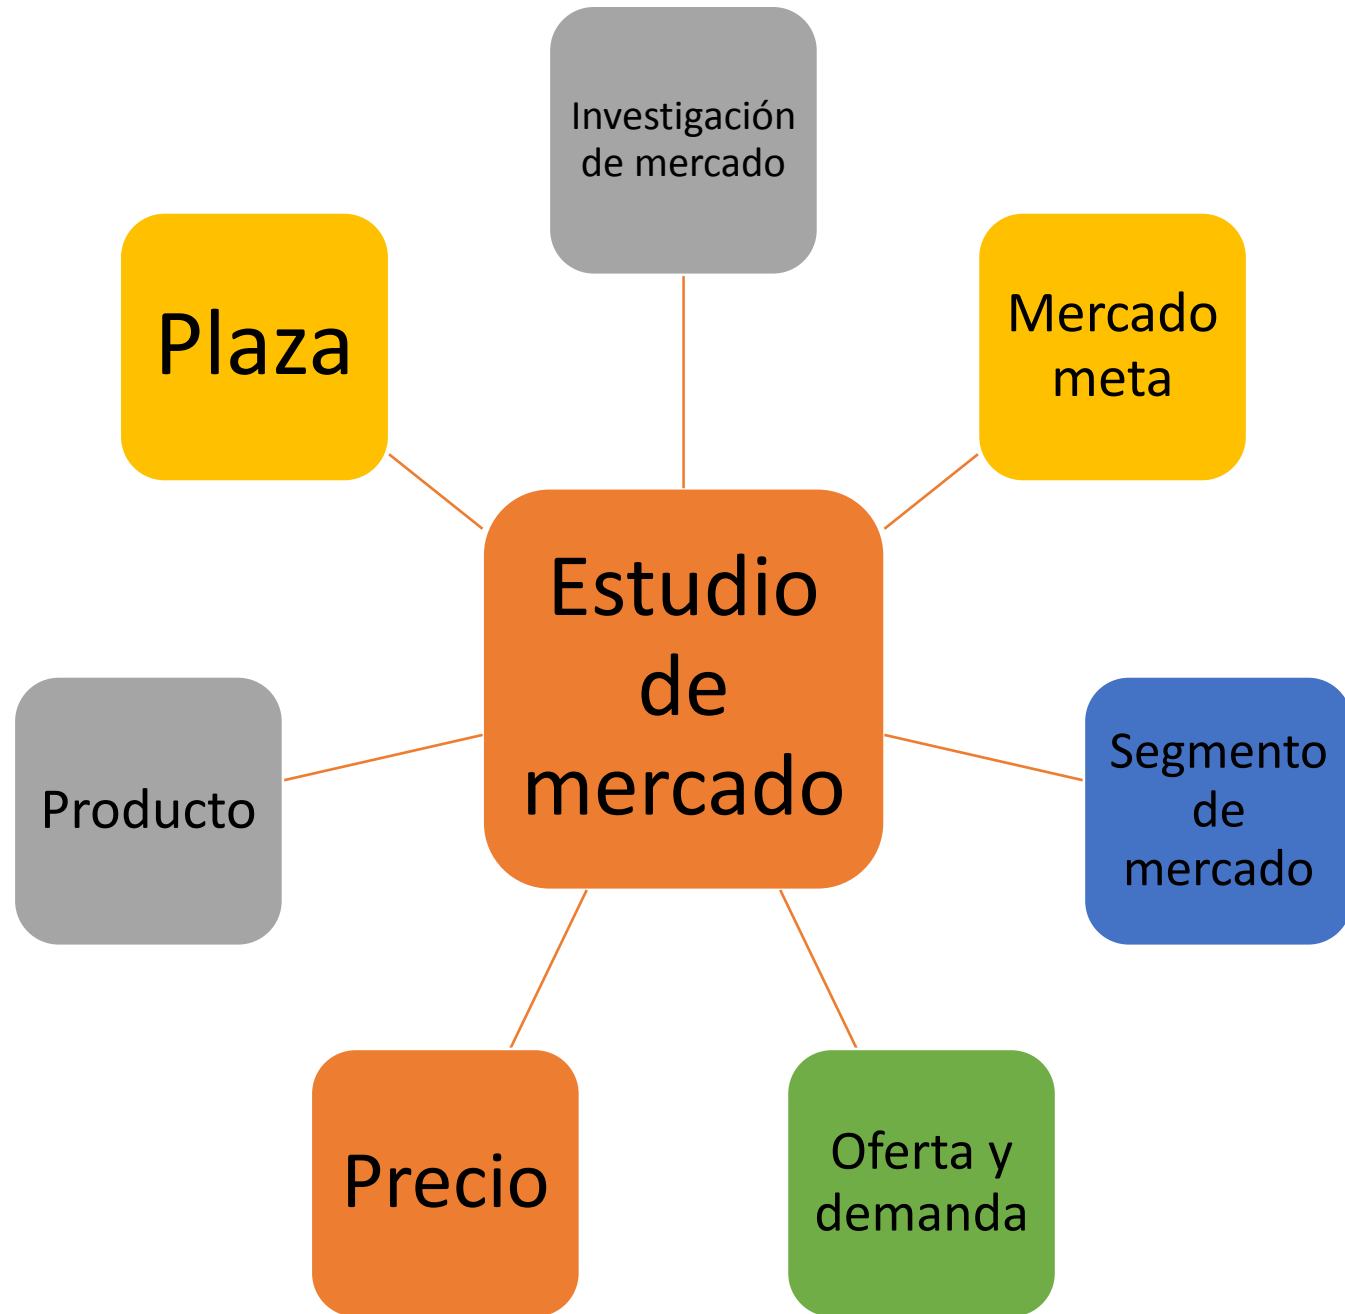 Investigación
de mercado
Plaza
Mercado
meta
Estudio
de
mercado
Producto
Segmento
de
mercado
Precio
Oferta y
demanda